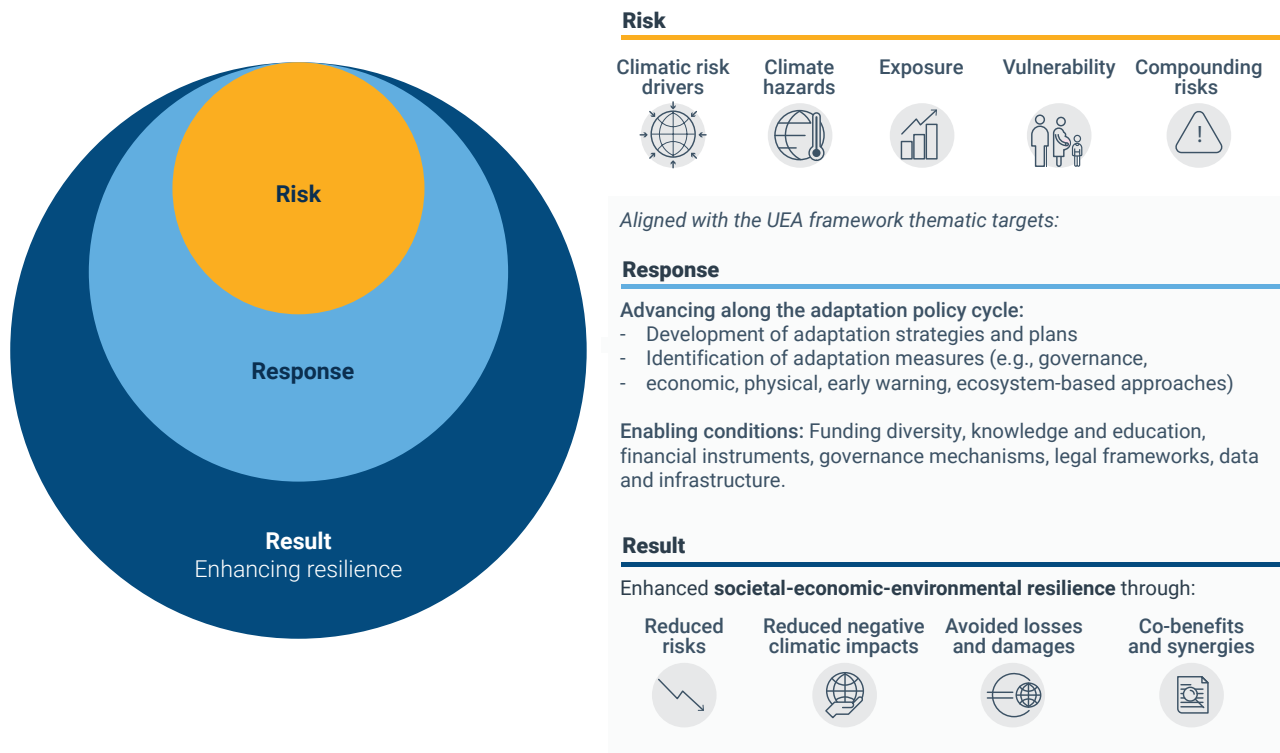 Risk
Response
Result
Enhancing resilience
Risk
Climatic risk
drivers
Climate
hazards
Exposure
Vulnerability
Compounding
risks
!
Aligned with the UEA framework thematic targets:
Response
Advancing along the adaptation policy cycle:
- Development of adaptation strategies and plans
- Identification of adaptation measures (e.g., governance,
- economic, physical, early warning, ecosystem-based approaches)
Enabling conditions: Funding diversity, knowledge and education,
financial instruments, governance mechanisms, legal frameworks, data
and infrastructure.
Result
Enhanced societal-economic-environmental resilience through:
Reduced
risks
Reduced negative
climatic impacts
Avoided losses
and damages
Co-benefits
and synergies